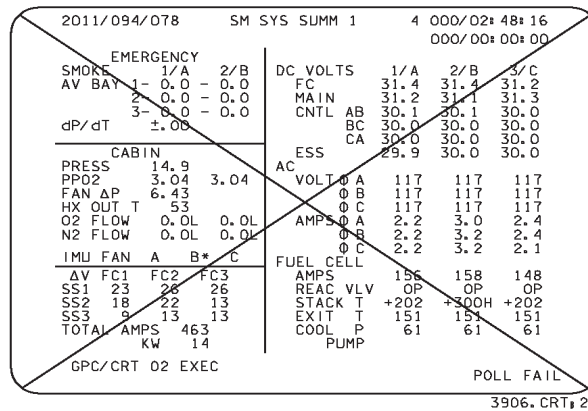 2011/094/078 SM SYS SUMM 1 4 000/02:48:16
000/00:00:00
EMERGENCY
SMOKE 1/A 2/B
AV BAY 1- 0.0 - 0.0
2- 0.0 - 0.0
3- 0.0 - 0.0
dP/dT ±.00
CABIN
PRESS 14.9
PPO2 3.04 3.04
FAN ΔP 6.43
HX OUT T 53
O2 FLOW 0.0L 0.0L
N2 FLOW 0.0L 0.0L
IMU FAN A B* C
ΔV FC1 FC2 FC3
SS1 23 26 26
SS2 18 22 13
SS3 9 13 13
TOTAL AMPS 463
KW 14
DC VOLTS 1/A 2/B 3/C
FC 31.4 31.4 31.2
MAIN 31.2 31.1 31.3
CNTL AB 30.1 30.1 30.0
BC 30.0 30.0 30.0
CA 30.0 30.0 30.0
ESS 29.9 30.0 30.0
AC
VOLT ϕ A 117 117 117
ϕ B 117 117 117
ϕ C 117 117 117
AMPS ϕ A 2.2 3.0 2.4
ϕ B 2.2 3.2 2.4
ϕ C 2.2 3.2 2.1
FUEL CELL
AMPS 156 158 148
REAC VLV OP OP OP
STACK T +202 +300H +202
EXIT T 151 151 151
COOL P 61 61 61
PUMP
GPC/CRT 02 EXEC
POLL FAIL
3906.CRT; 2